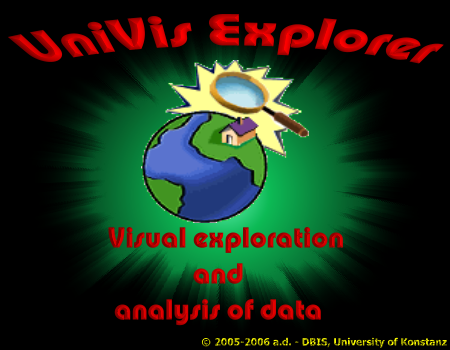 UniVis Explorer
Visual exploration
and
analysis of data
© 2005-2006 a.d. - DBIS, University of Konstanz